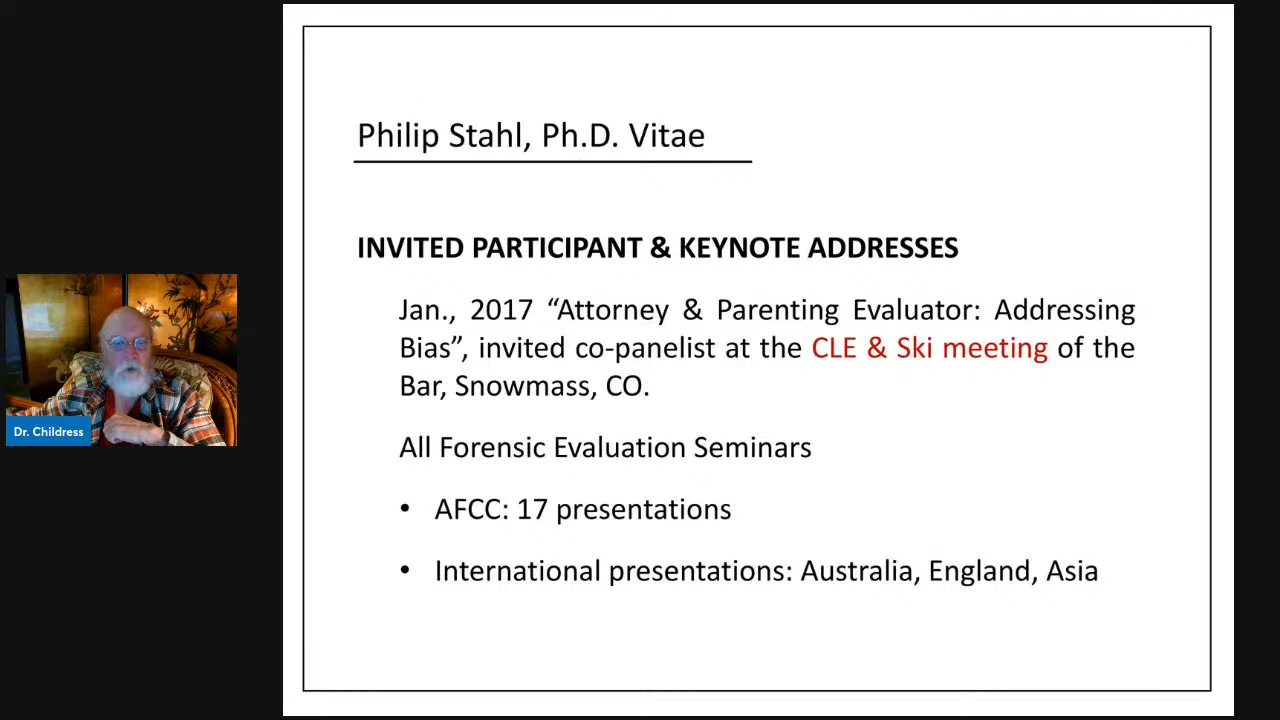 Philip Stahl, Ph.D. Vitae
INVITED PARTICIPANT & KEYNOTE ADDRESSES
Jan., 2017 “Attorney & Parenting Evaluator: Addressing
Bias”, invited co-panelist at the CLE & Ski meeting of the
Bar, Snowmass, CO.
All Forensic Evaluation Seminars
• AFCC: 17 presentations
• International presentations: Australia, England, Asia
Dr. Childress